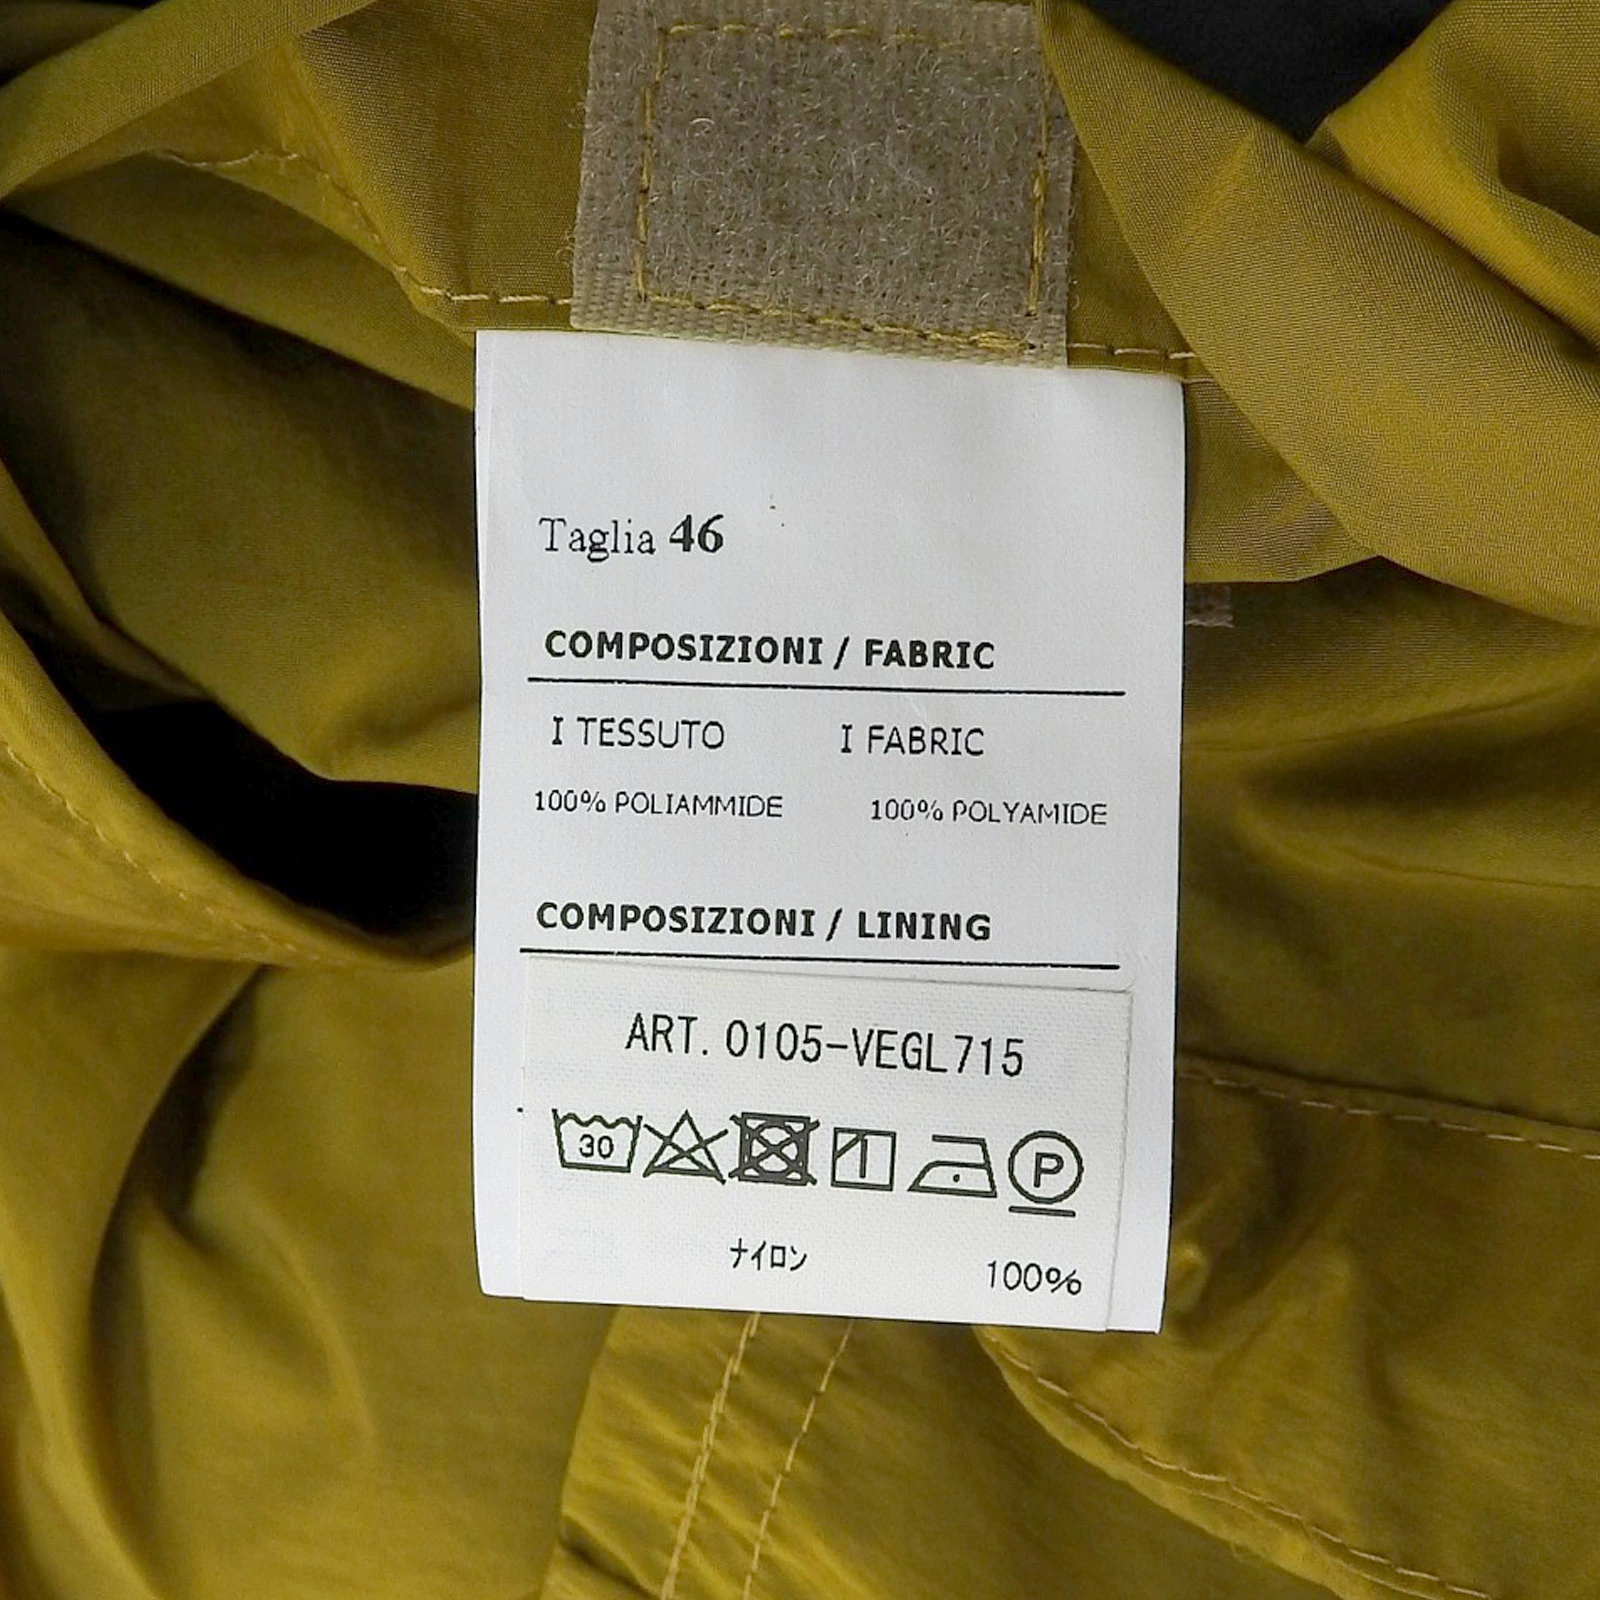 Taglia 46
COMPOSIZIONI / FABRIC
I TESSUTO I FABRIC
100% POLIAMMIDE 100% POLYAMIDE
COMPOSIZIONI / LINING
ART. 0105-VEGL715
30 P
ナイロン 100%